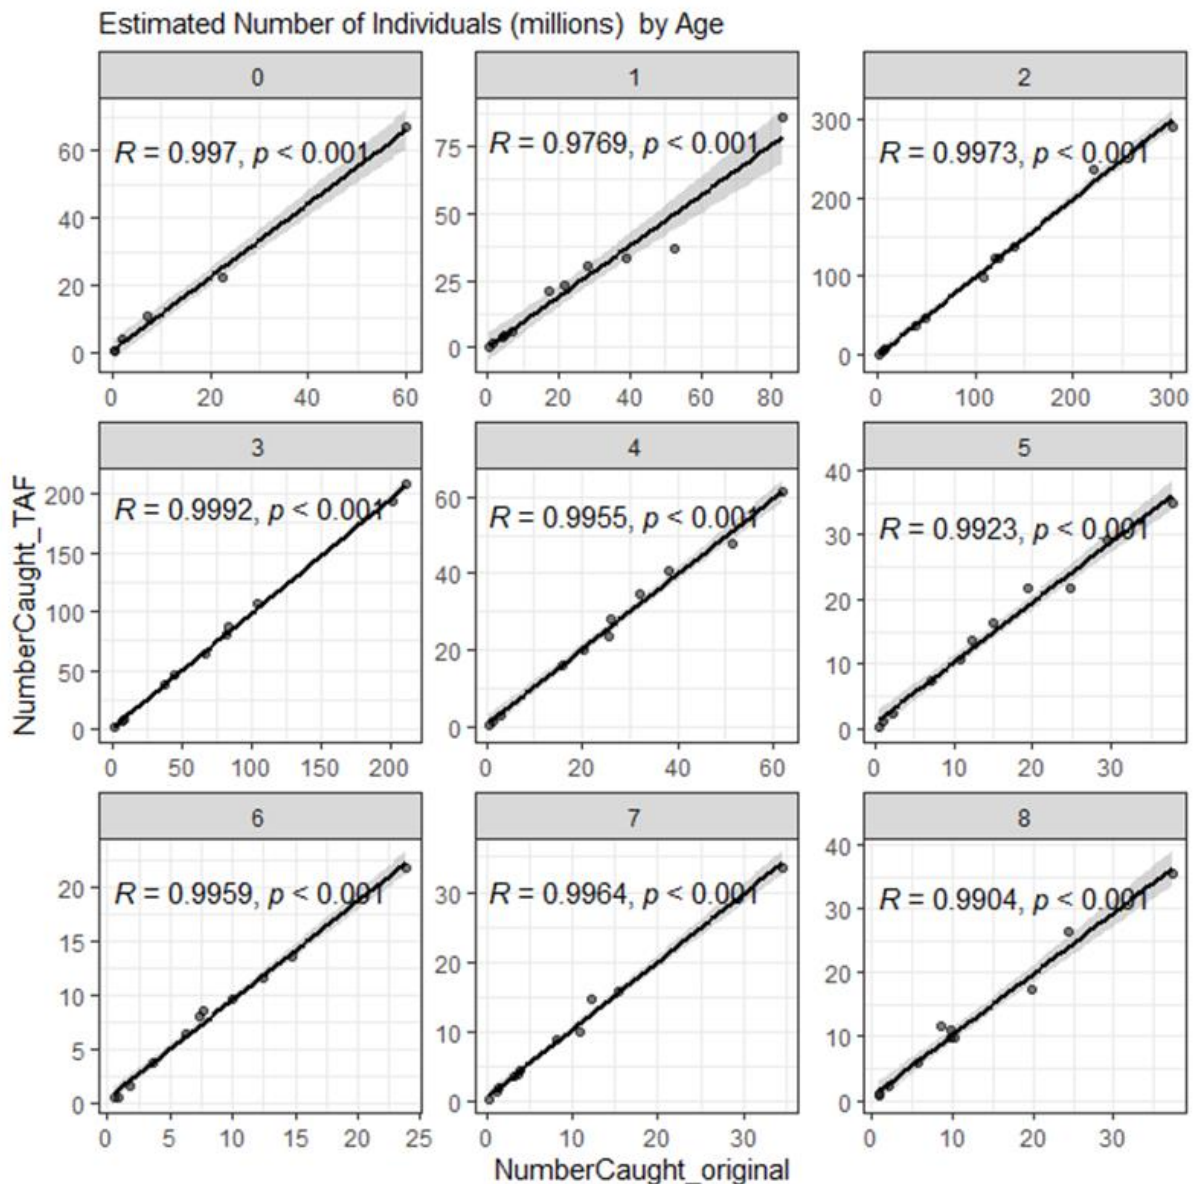 Estimated Number of Individuals (millions) by Age
0
1
2
R = 0.997, p < 0.001
R = 0.9769, p < 0.001
R = 0.9973, p < 0.001
60
40
20
0
75
50
25
0
300
200
100
0
0 20 40 60
0 20 40 60 80
0 100 200 300
3
4
5
R = 0.9992, p < 0.001
R = 0.9955, p < 0.001
R = 0.9923, p < 0.001
200
150
100
50
0
60
40
20
0
40
30
20
10
0
0 50 100 150 200
0 20 40 60
0 10 20 30
6
7
8
R = 0.9959, p < 0.001
R = 0.9964, p < 0.001
R = 0.9904, p < 0.001
20
15
10
5
0
30
20
10
0
40
30
20
10
0
0 5 10 15 20 25
0 10 20 30
0 10 20 30
NumberCaught_TAF
NumberCaught_original